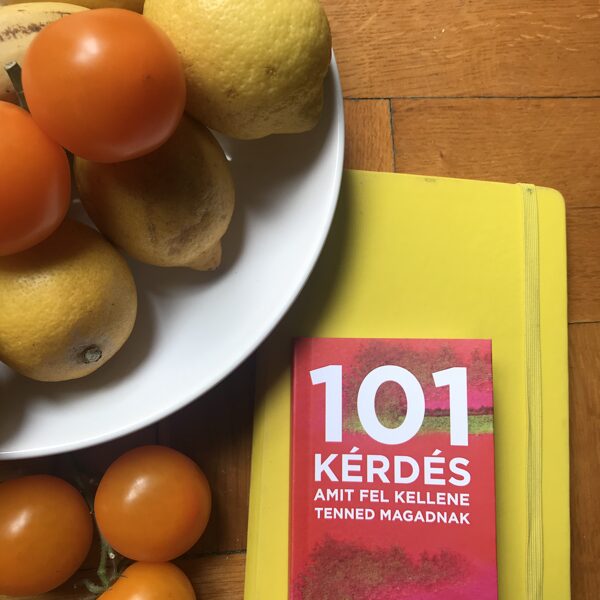 101
KÉRDÉS
AMIT FEL KELLENE
TENNED MAGADNAK